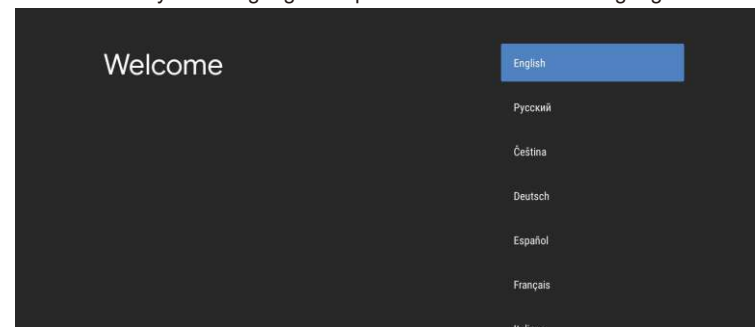 Welcome
English
Русский
Čeština
Deutsch
Español
Français